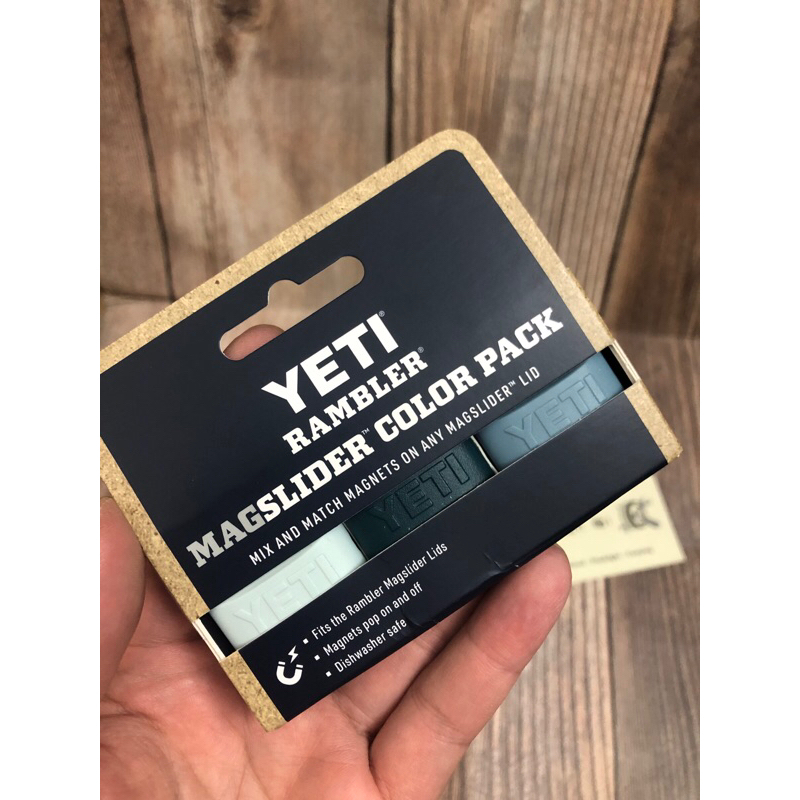 YETI®
RAMBLER®
MAGSLIDER™ COLOR PACK
MIX AND MATCH MAGNETS ON ANY MAGSLIDER™ LID
YETI
YETI
YETI
▪ Fits the Rambler Magslider Lids
▪ Magnets pop on and off
▪ Dishwasher safe